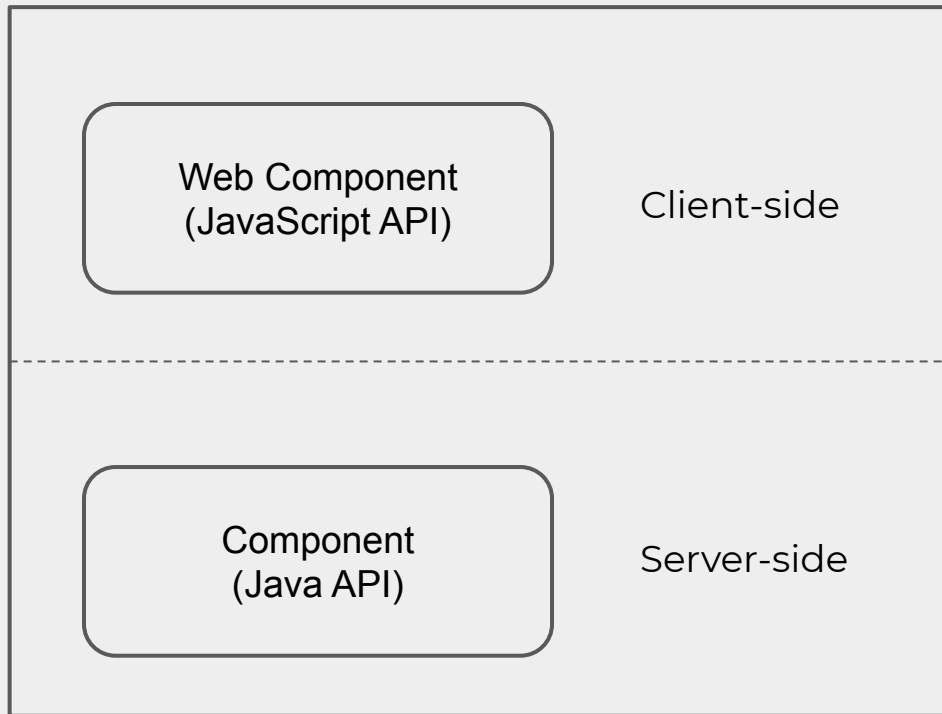 Web Component
(JavaScript API)
Client-side
Component
(Java API)
Server-side